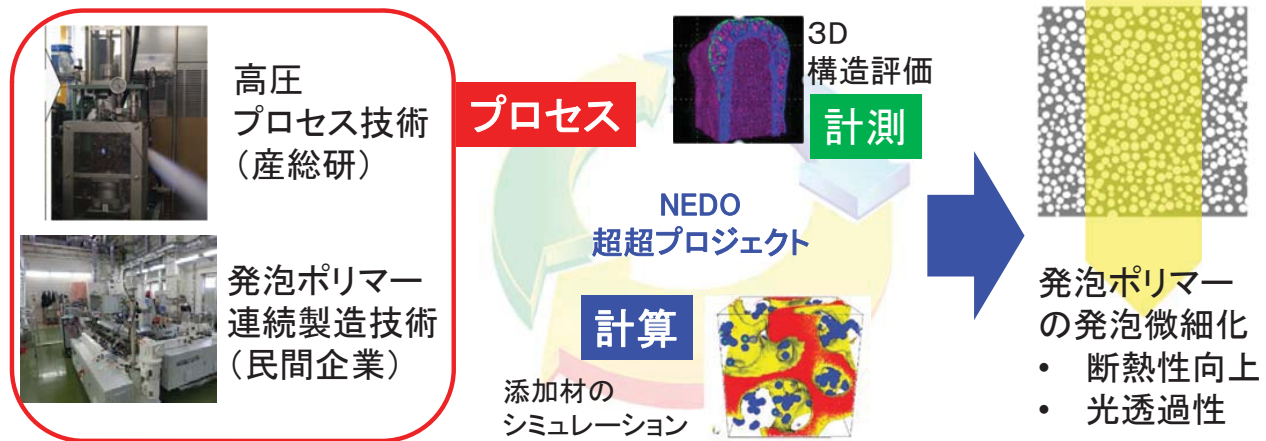 高圧
プロセス技術
（産総研）
発泡ポリマー
連続製造技術
（民間企業）
プロセス
3D
構造評価
計測
NEDO
超超プロジェクト
計算
添加材の
シミュレーション
発泡ポリマー
の発泡微細化
• 断熱性向上
• 光透過性